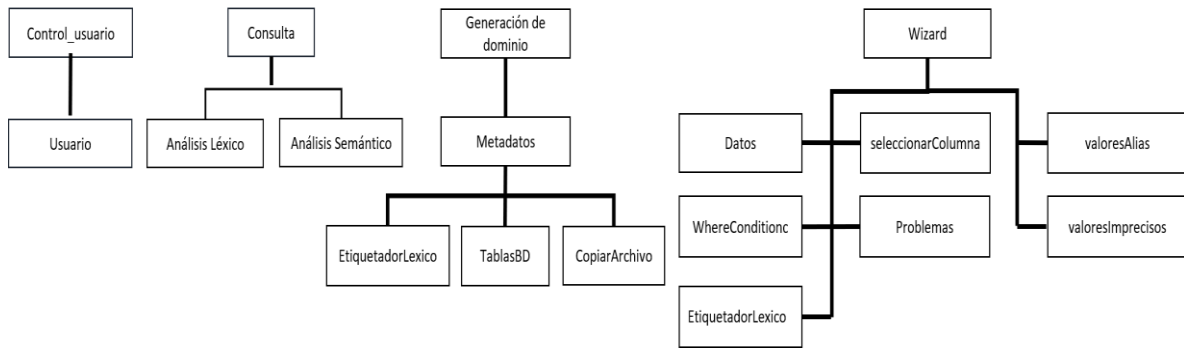 Control_usuario
Consulta
Generación de
dominio
Wizard
Usuario
Análisis Léxico
Análisis Semántico
Metadatos
Datos
seleccionarColumna
valoresAlias
EtiquetadorLexico
TablasBD
CopiarArchivo
WhereConditionc
Problemas
valoresImprecisos
EtiquetadorLexico